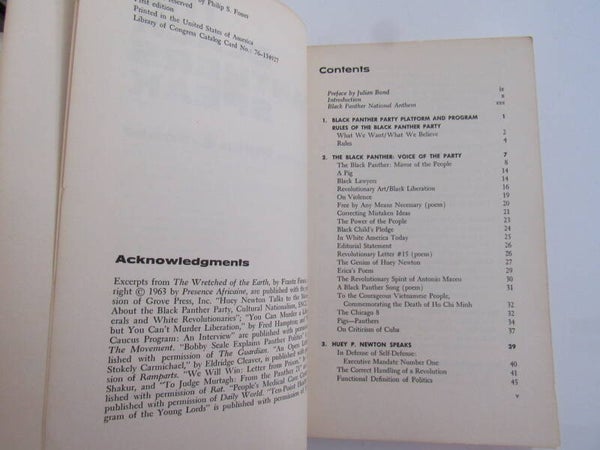 by Philip S. Foner
reserved
First edition
Printed in the United States of America
Library of Congress Catalog Card No.: 76-134927
Acknowledgments
Excerpts from The Wretched of the Earth, by Frantz
right © 1963 by Presence Africaine, are published with
sion of Grove Press, Inc. "Huey Newton Talks to the
About the Black Panther Party, Cultural Nationalism, SNCC,
erals and White Revolutionaries"; "You Can Murder a
but You Can't Murder Liberation," by Fred Hampton; and
Caucus Program: An Interview" are published with
The Movement. "Bobby Seale Explains Panther Politics"
lished with permission of The Guardian. "An Open
Stokely Carmichael," by Eldridge Cleaver, is published with
sion of Ramparts. "We Will Win: Letter from Prison"
Shakur, and "To Judge Murtagh: From the Panther 21"
lished with permission of Rat. "People's Medical Care
published with permission of Daily World. "Ten-Point
gram of the Young Lords" is published with permission
Contents
Preface by Julian Bond ix
Introduction x
Black Panther National Anthem xxx
1. BLACK PANTHER PARTY PLATFORM AND PROGRAM 1
RULES OF THE BLACK PANTHER PARTY
What We Want/What We Believe 2
Rules 4
2. THE BLACK PANTHER: VOICE OF THE PARTY 7
The Black Panther: Mirror of the People 8
A Pig 14
Black Lawyers 14
Revolutionary Art/Black Liberation 16
On Violence 19
Free by Any Means Necessary (poem) 20
Correcting Mistaken Ideas 21
The Power of the People 23
Black Child's Pledge 24
In White America Today 24
Editorial Statement 26
Revolutionary Letter #15 (poem) 26
The Genius of Huey Newton 27
Erica's Poem 29
The Revolutionary Spirit of Antonio Maceo 30
A Black Panther Song (poem) 31
To the Courageous Vietnamese People,
Commemorating the Death of Ho Chi Minh 32
The Chicago 8 32
Pigs—Panthers 35
On Criticism of Cuba 37
3. HUEY P. NEWTON SPEAKS 39
In Defense of Self-Defense:
Executive Mandate Number One 40
The Correct Handling of a Revolution 41
Functional Definition of Politics 45
v